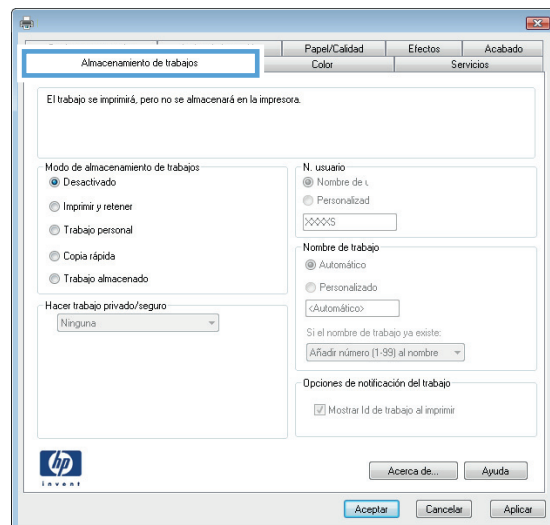 Papel/Calidad Efectos Acabado
Almacenamiento de trabajos Color Servicios
El trabajo se imprimirá, pero no se almacenará en la impresora.
Modo de almacenamiento de trabajos
Desactivado
Imprimir y retener
Trabajo personal
Copia rápida
Trabajo almacenado
Hacer trabajo privado/seguro
Ninguna
N. usuario
Nombre de
Personalizad
Nombre de trabajo
Automático
Personalizado
<Automático>
Si el nombre de trabajo ya existe:
Añadir número (1-99) al nombre
Opciones de notificación del trabajo
Mostrar Id de trabajo al imprimir
hp
invent
Acerca de... Ayuda
Aceptar Cancelar Aplicar